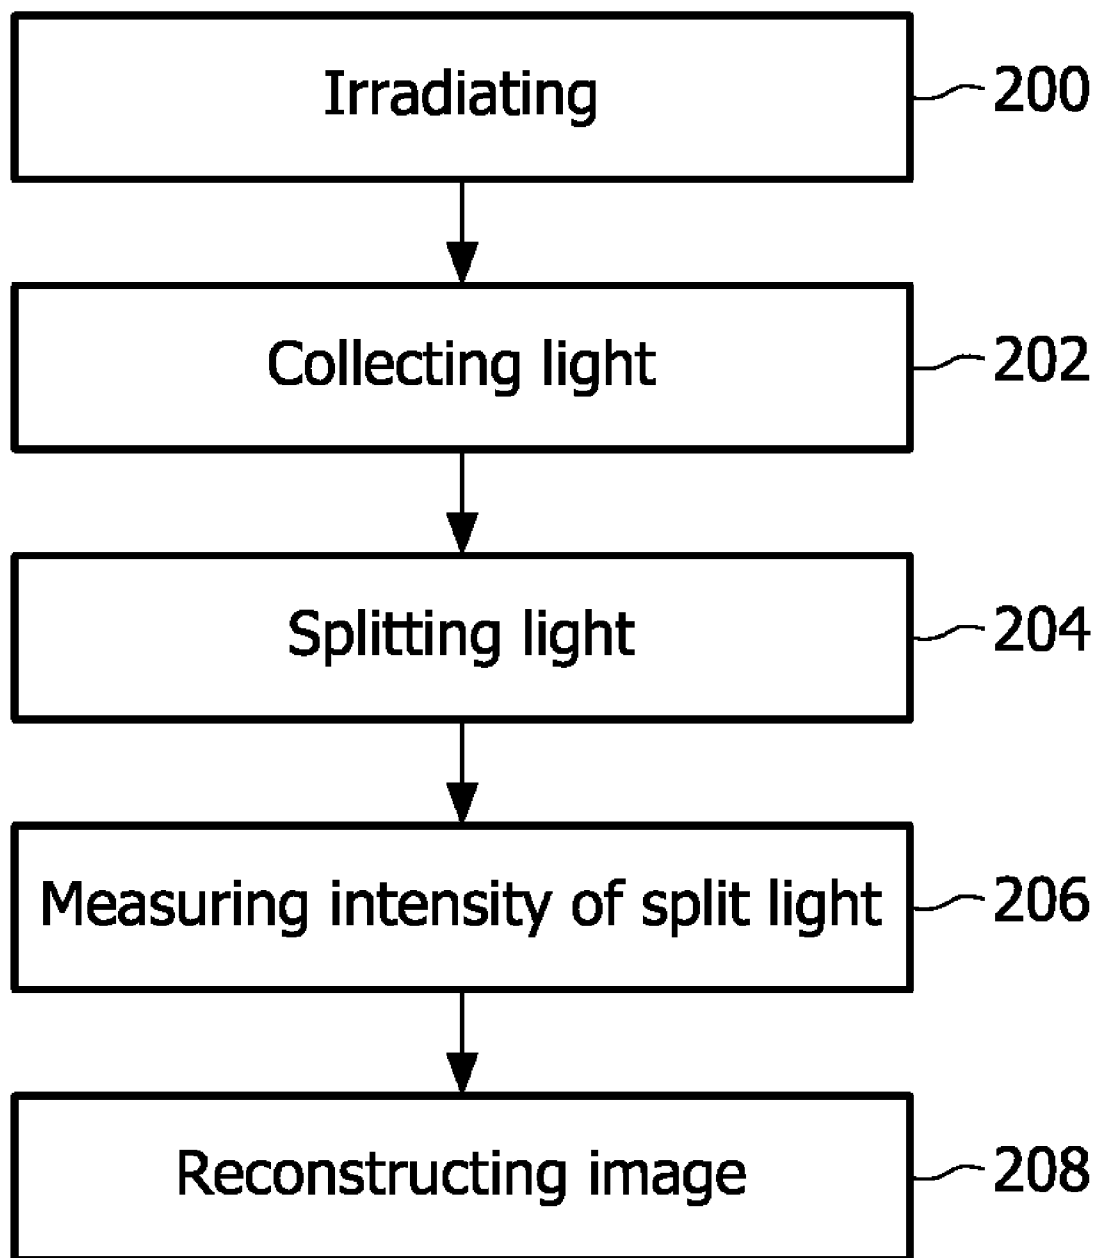 Irradiating 200
Collecting light 202
Splitting light 204
Measuring intensity of split light 206
Reconstructing image 208